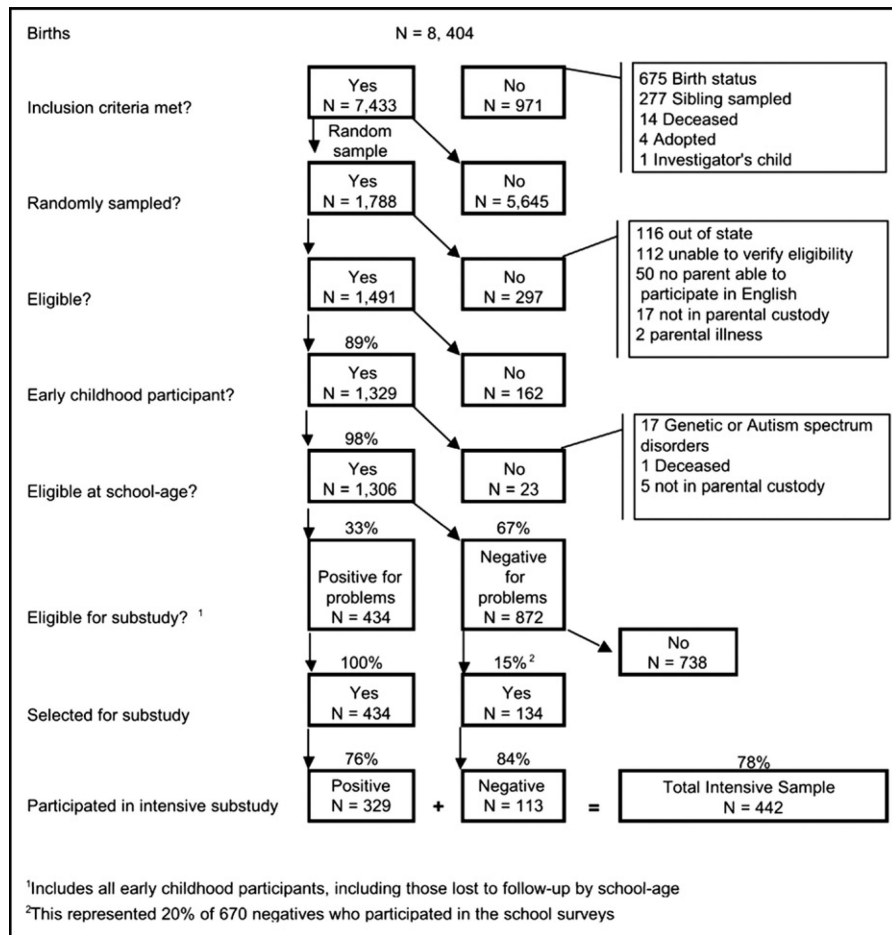 Births
N = 8, 404
Yes
N = 7,433
No
N = 971
675 Birth status
277 Sibling sampled
14 Deceased
4 Adopted
1 Investigator's child
Inclusion criteria met?
Random
sample
Yes
N = 1,788
No
N = 5,645
Randomly sampled?
116 out of state
112 unable to verify eligibility
50 no parent able to
participate in English
17 not in parental custody
2 parental illness
Yes
N = 1,491
No
N = 297
Eligible?
89%
Yes
N = 1,329
No
N = 162
Early childhood participant?
17 Genetic or Autism spectrum
disorders
1 Deceased
5 not in parental custody
98%
Yes
N = 1,306
No
N = 23
Eligible at school-age?
33%
67%
Positive for
problems
N = 434
Negative
for
problems
N = 872
Eligible for substudy? 1
No
N = 738
100%
15%2
Yes
N = 434
Yes
N = 134
Selected for substudy
76%
84%
78%
Positive
N = 329
+
Negative
N = 113
=
Total Intensive Sample
N = 442
Participated in intensive substudy
1Includes all early childhood participants, including those lost to follow-up by school-age
2This represented 20% of 670 negatives who participated in the school surveys